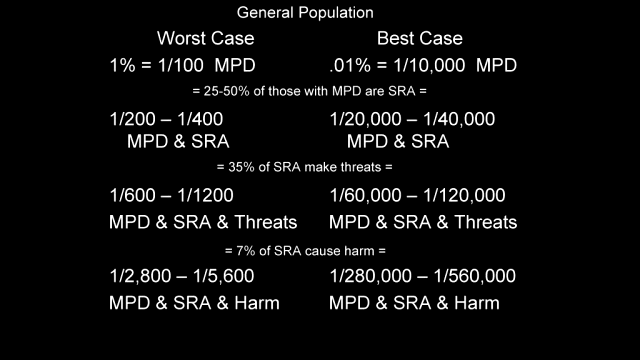 General Population
Worst Case Best Case
1% = 1/100 MPD .01% = 1/10,000 MPD
= 25-50% of those with MPD are SRA =
1/200 – 1/400 1/20,000 – 1/40,000
MPD & SRA MPD & SRA
= 35% of SRA make threats =
1/600 – 1/1200 1/60,000 – 1/120,000
MPD & SRA & Threats MPD & SRA & Threats
= 7% of SRA cause harm =
1/2,800 – 1/5,600 1/280,000 – 1/560,000
MPD & SRA & Harm MPD & SRA & Harm